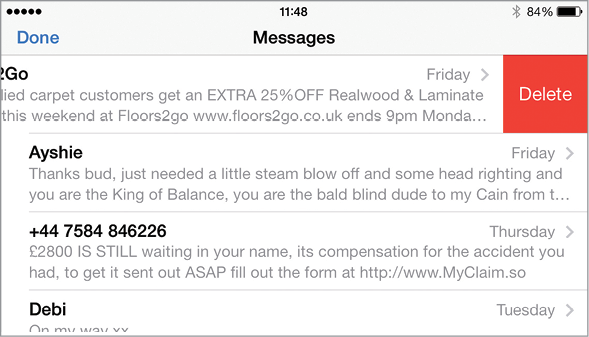 11:48 84%
Done Messages
2Go Friday
lied carpet customers get an EXTRA 25%OFF Realwood & Laminate
this weekend at Floors2go www.floors2go.co.uk ends 9pm Monda…
Delete
Ayshie Friday
Thanks bud, just needed a little steam blow off and some head righting and
you are the King of Balance, you are the bald blind dude to my Cain from t…
+44 7584 846226 Thursday
£2800 IS STILL waiting in your name, its compensation for the accident you
had, to get it sent out ASAP fill out the form at http://www.MyClaim.so
Debi Tuesday
On my way xx